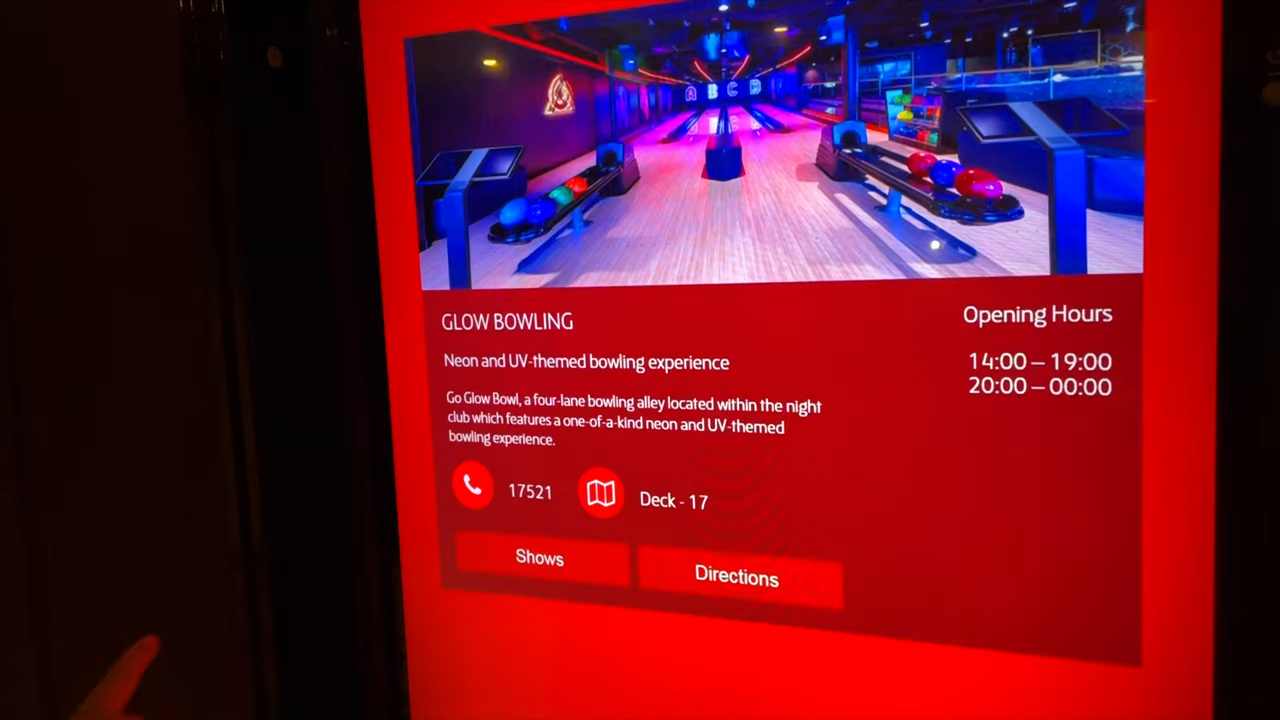 A B C D
GLOW BOWLING
Opening Hours
Neon and UV-themed bowling experience
14:00 – 19:00
20:00 – 00:00
Go Glow Bowl, a four-lane bowling alley located within the night
club which features a one-of-a-kind neon and UV-themed
bowling experience.
17521
Deck - 17
Shows
Directions